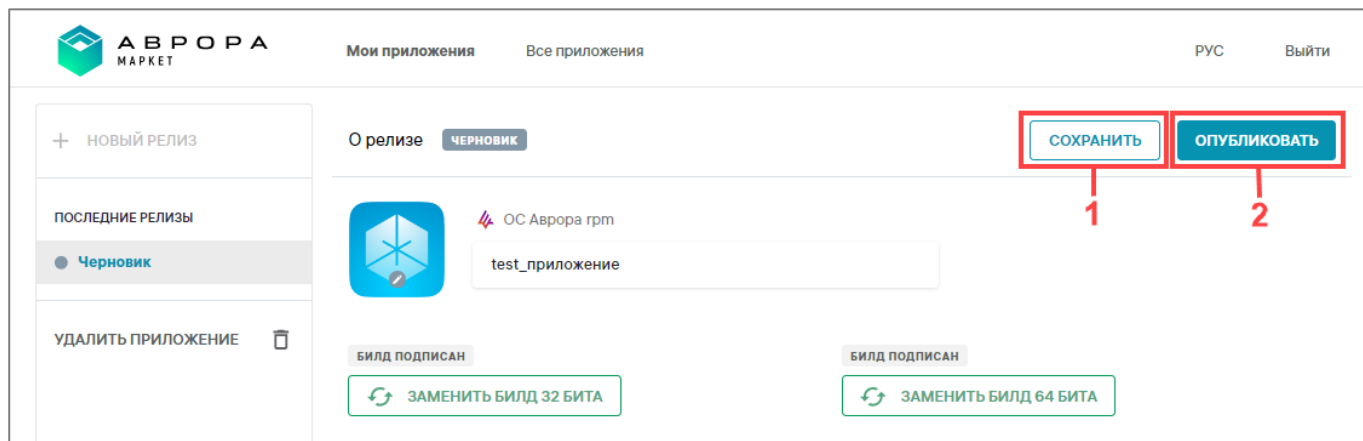 АВРОРА
МАРКЕТ
Мои приложения
Все приложения
РУС
Выйти
+ НОВЫЙ РЕЛИЗ
О релизе
ЧЕРНОВИК
СОХРАНИТЬ
ОПУБЛИКОВАТЬ
1
2
ПОСЛЕДНИЕ РЕЛИЗЫ
Черновик
УДАЛИТЬ ПРИЛОЖЕНИЕ
ОС Аврора rpm
test_приложение
БИЛД ПОДПИСАН
ЗАМЕНИТЬ БИЛД 32 БИТА
БИЛД ПОДПИСАН
ЗАМЕНИТЬ БИЛД 64 БИТА